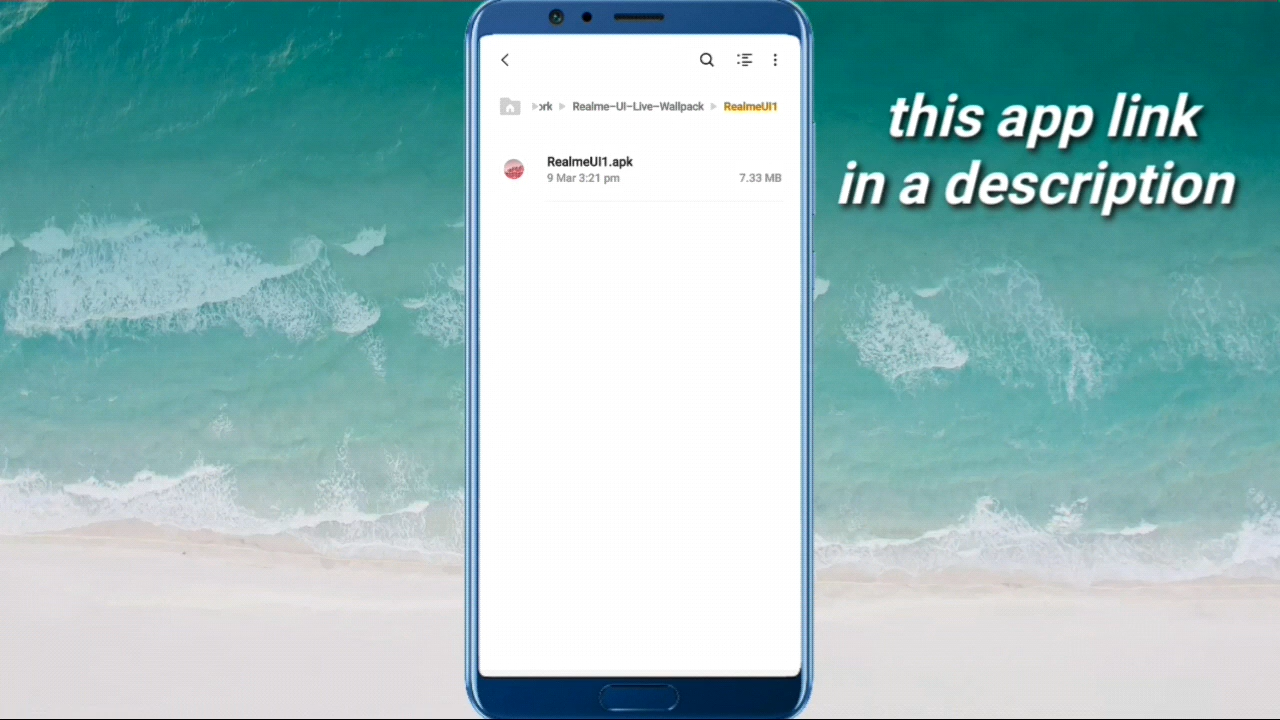 ork Realme-UI-Live-Wallpack RealmeUI1
RealmeUI1.apk
9 Mar 3:21 pm 7.33 MB
this app link
in a description